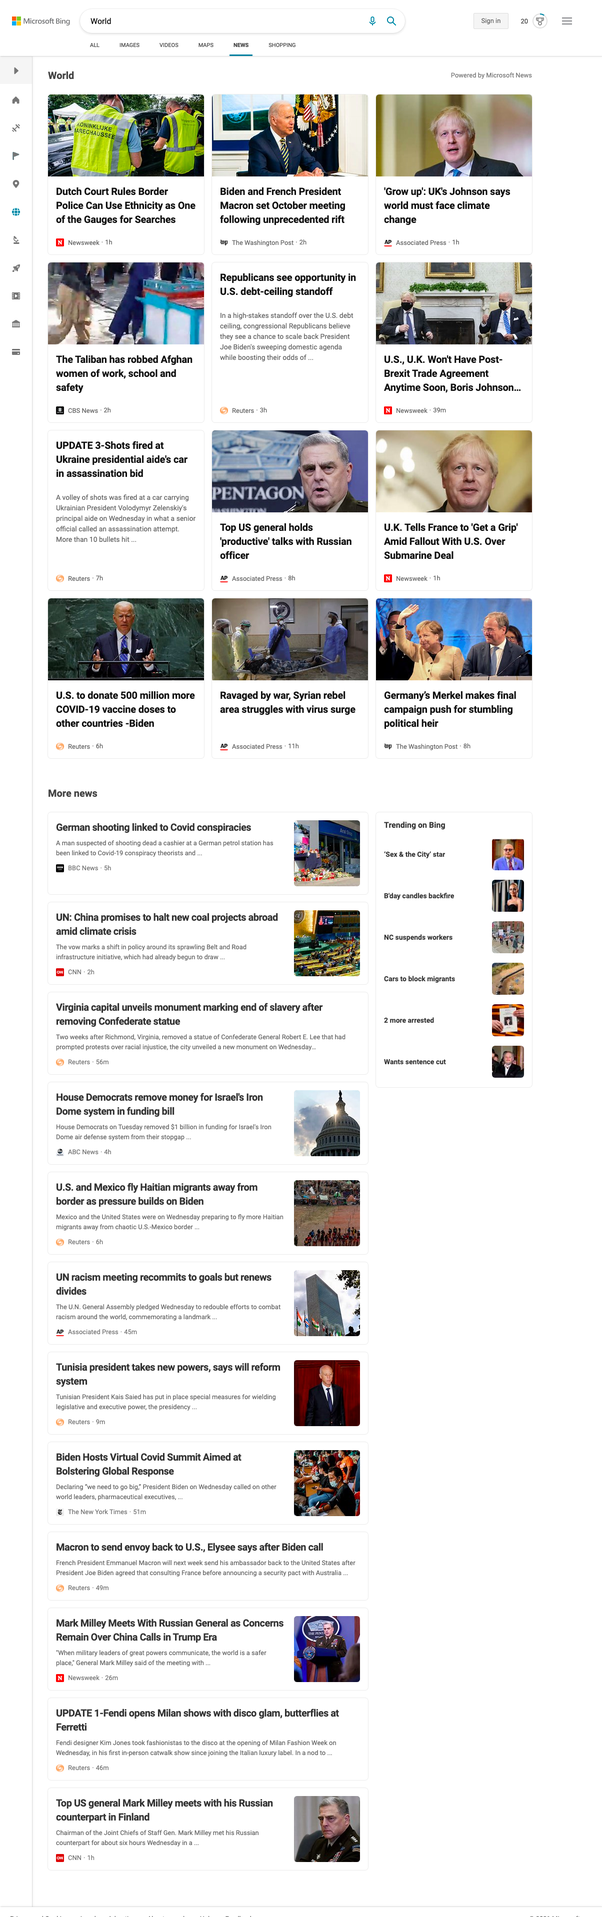 Microsoft Bing
World
Sign in
20
ALL
IMAGES
VIDEOS
MAPS
NEWS
SHOPPING
World
Powered by Microsoft News
KONINKLIJKE
MARECHAUSSEE
Dutch Court Rules Border
Police Can Use Ethnicity as One
of the Gauges for Searches
Newsweek · 1h
Biden and French President
Macron set October meeting
following unprecedented rift
The Washington Post · 2h
'Grow up': UK's Johnson says
world must face climate
change
AP Associated Press · 1h
The Taliban has robbed Afghan
women of work, school and
safety
CBS News · 2h
Republicans see opportunity in
U.S. debt-ceiling standoff
In a high-stakes standoff over the U.S. debt
ceiling, congressional Republicans believe
they see a chance to scale back President
Joe Biden's sweeping domestic agenda
while boosting their odds of ...
Reuters · 3h
U.S., U.K. Won't Have Post-
Brexit Trade Agreement
Anytime Soon, Boris Johnson...
Newsweek · 39m
UPDATE 3-Shots fired at
Ukraine presidential aide's car
in assassination bid
A volley of shots was fired at a car carrying
Ukrainian President Volodymyr Zelenskiy's
principal aide on Wednesday in what a senior
official called an assassination attempt.
More than 10 bullets hit ...
Reuters · 7h
PENTAGON
Top US general holds
'productive' talks with Russian
officer
AP Associated Press · 8h
U.K. Tells France to 'Get a Grip'
Amid Fallout With U.S. Over
Submarine Deal
Newsweek · 1h
U.S. to donate 500 million more
COVID-19 vaccine doses to
other countries -Biden
Reuters · 6h
Ravaged by war, Syrian rebel
area struggles with virus surge
AP Associated Press · 11h
Germany's Merkel makes final
campaign push for stumbling
political heir
The Washington Post · 8h
More news
German shooting linked to Covid conspiracies
A man suspected of shooting dead a cashier at a German petrol station has
been linked to Covid-19 conspiracy theorists and ...
BBC News · 5h
UN: China promises to halt new coal projects abroad
amid climate crisis
The vow marks a shift in policy around its sprawling Belt and Road
infrastructure initiative, which had already begun to draw ...
CNN · 2h
Virginia capital unveils monument marking end of slavery after
removing Confederate statue
Two weeks after Richmond, Virginia, removed a statue of Confederate General Robert E. Lee that had
prompted protests over racial injustice, the city unveiled a new monument on Wednesday...
Reuters · 56m
House Democrats remove money for Israel's Iron
Dome system in funding bill
House Democrats on Tuesday removed $1 billion in funding for Israel's Iron
Dome air defense system from their stopgap ...
ABC News · 4h
U.S. and Mexico fly Haitian migrants away from
border as pressure builds on Biden
Mexico and the United States were on Wednesday preparing to fly more Haitian
migrants away from chaotic U.S.-Mexico border ...
Reuters · 6h
UN racism meeting recommits to goals but renews
divides
The U.N. General Assembly pledged Wednesday to redouble efforts to combat
racism around the world, commemorating a landmark ...
AP Associated Press · 45m
Tunisia president takes new powers, says will reform
system
Tunisian President Kais Saied has put in place special measures for wielding
legislative and executive power, the presidency ...
Reuters · 9m
Biden Hosts Virtual Covid Summit Aimed at
Bolstering Global Response
Declaring "we need to go big," President Biden on Wednesday called on other
world leaders, pharmaceutical executives, ...
The New York Times · 51m
Macron to send envoy back to U.S., Elysee says after Biden call
French President Emmanuel Macron will next week send his ambassador back to the United States after
President Joe Biden agreed that consulting France before announcing a security pact with Australia ...
Reuters · 49m
Mark Milley Meets With Russian General as Concerns
Remain Over China Calls in Trump Era
"When military leaders of great powers communicate, the world is a safer
place," General Mark Milley said of the meeting with ...
Newsweek · 26m
UPDATE 1-Fendi opens Milan shows with disco glam, butterflies at
Ferretti
Fendi designer Kim Jones took fashionistas to the disco at the opening of Milan Fashion Week on
Wednesday, in his first in-person catwalk show since joining the Italian luxury label. In a nod to ...
Reuters · 46m
Top US general Mark Milley meets with his Russian
counterpart in Finland
Chairman of the Joint Chiefs of Staff Gen. Mark Milley met his Russian
counterpart for about six hours Wednesday in a ...
CNN · 1h
Trending on Bing
'Sex & the City' star
B'day candles backfire
NC suspends workers
Cars to block migrants
2 more arrested
Wants sentence cut